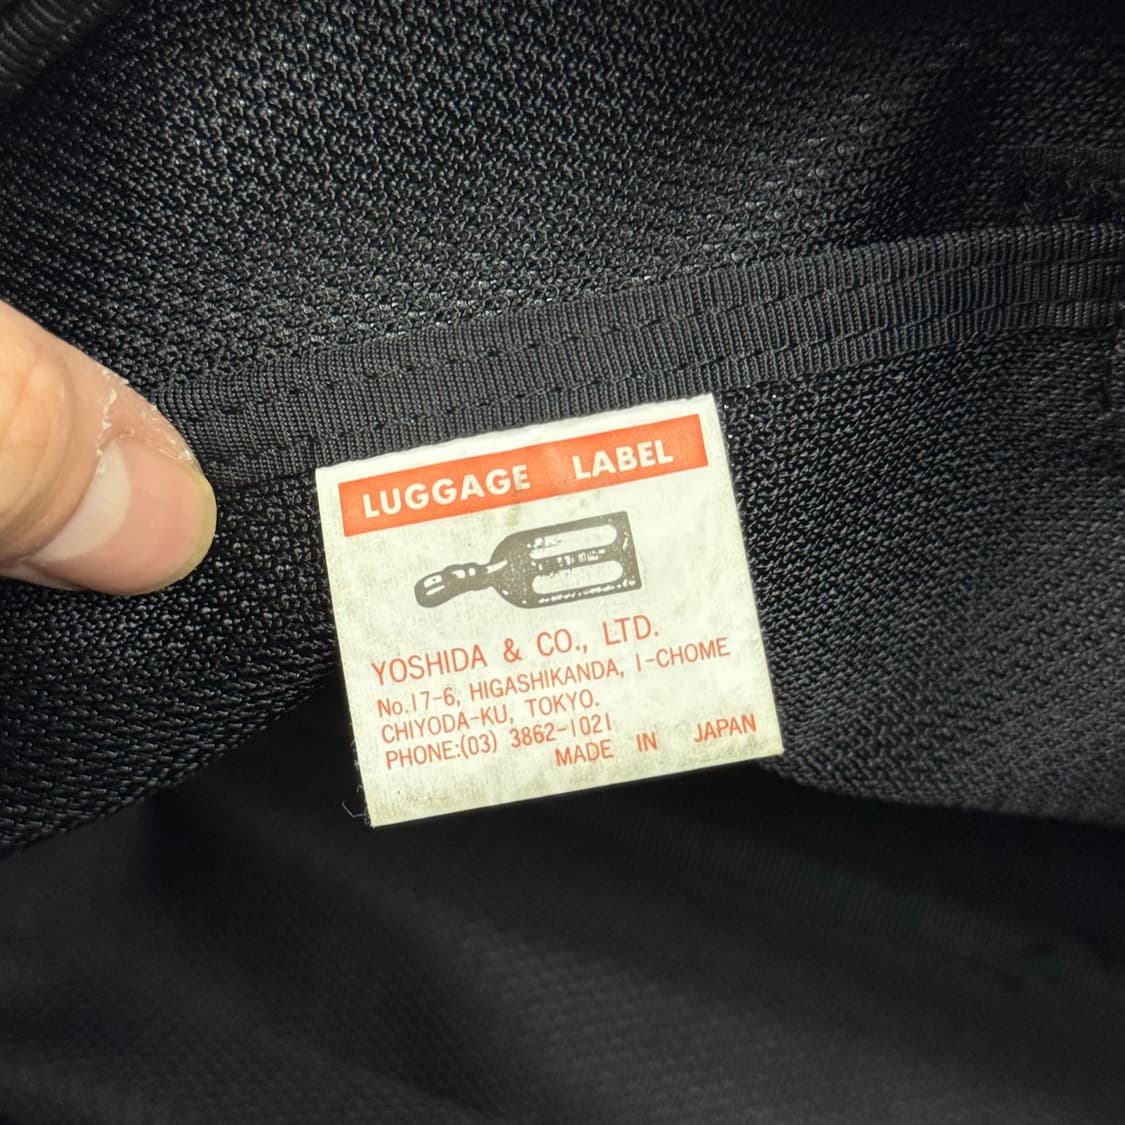 LUGGAGE LABEL
YOSHIDA & CO., LTD.
No.17-6, HIGASHIKANDA, 1-CHOME
CHIYODA-KU, TOKYO.
PHONE:(03) 3862-1021
MADE IN JAPAN